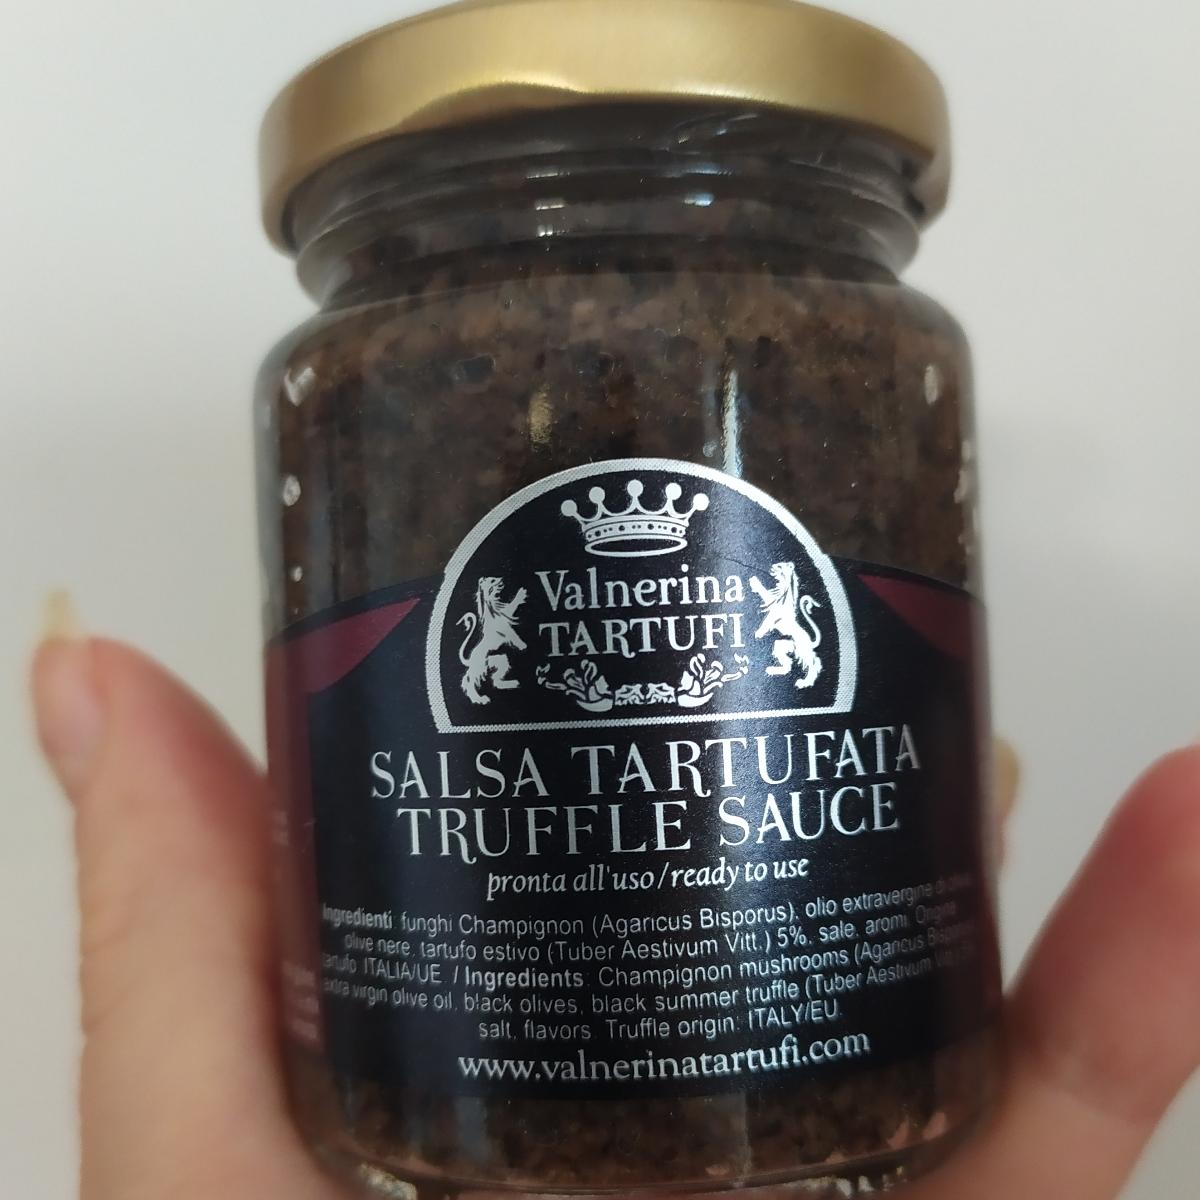 Valnerina
TARTUFI
SALSA TARTUFATA
TRUFFLE SAUCE
pronta all'uso/ready to use
Ingredienti: funghi Champignon (Agaricus Bisporus), olio extravergine di
olive nere, tartufo estivo (Tuber Aestivum Vitt.) 5%, sale, aromi. Origine
ITALIA/UE / Ingredients: Champignon mushrooms (Agaricus
extra virgin olive oil, black olives, black summer truffle (Tuber Aestivum
salt, flavors. Truffle origin: ITALY/EU.
www.valnerinatartufi.com